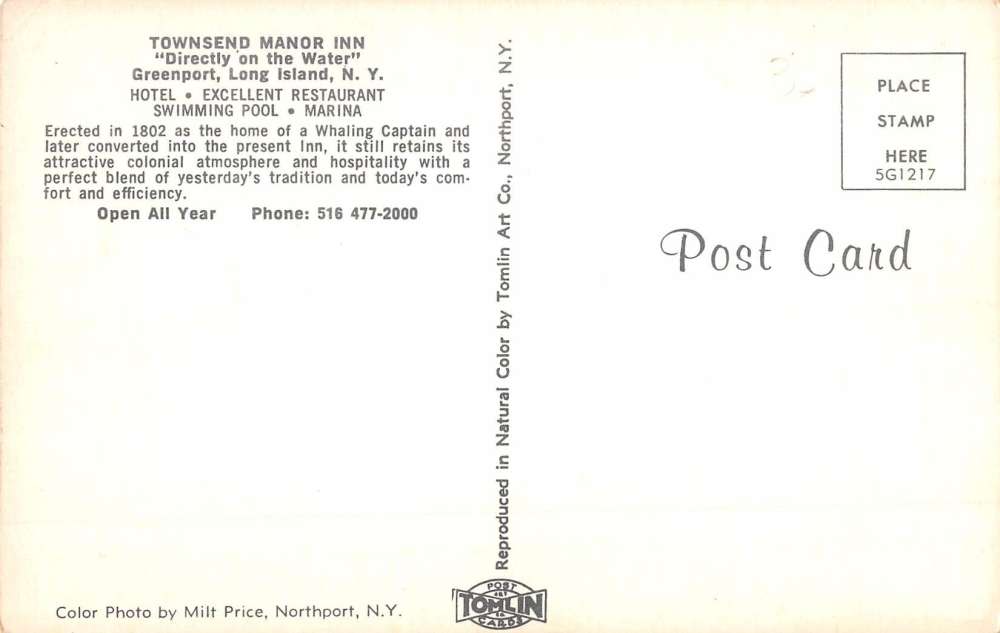 TOWNSEND MANOR INN
"Directly on the Water"
Greenport, Long Island, N. Y.
HOTEL • EXCELLENT RESTAURANT
SWIMMING POOL • MARINA
Erected in 1802 as the home of a Whaling Captain and
later converted into the present Inn, it still retains its
attractive colonial atmosphere and hospitality with a
perfect blend of yesterday's tradition and today's com-
fort and efficiency.
Open All Year Phone: 516 477-2000
Color Photo by Milt Price, Northport, N.Y.
Reproduced in Natural Color by Tomlin Art Co., Northport, N.Y.
POST
ART
TOMLIN
CO
CARDS
PLACE
STAMP
HERE
5G1217
Post Card